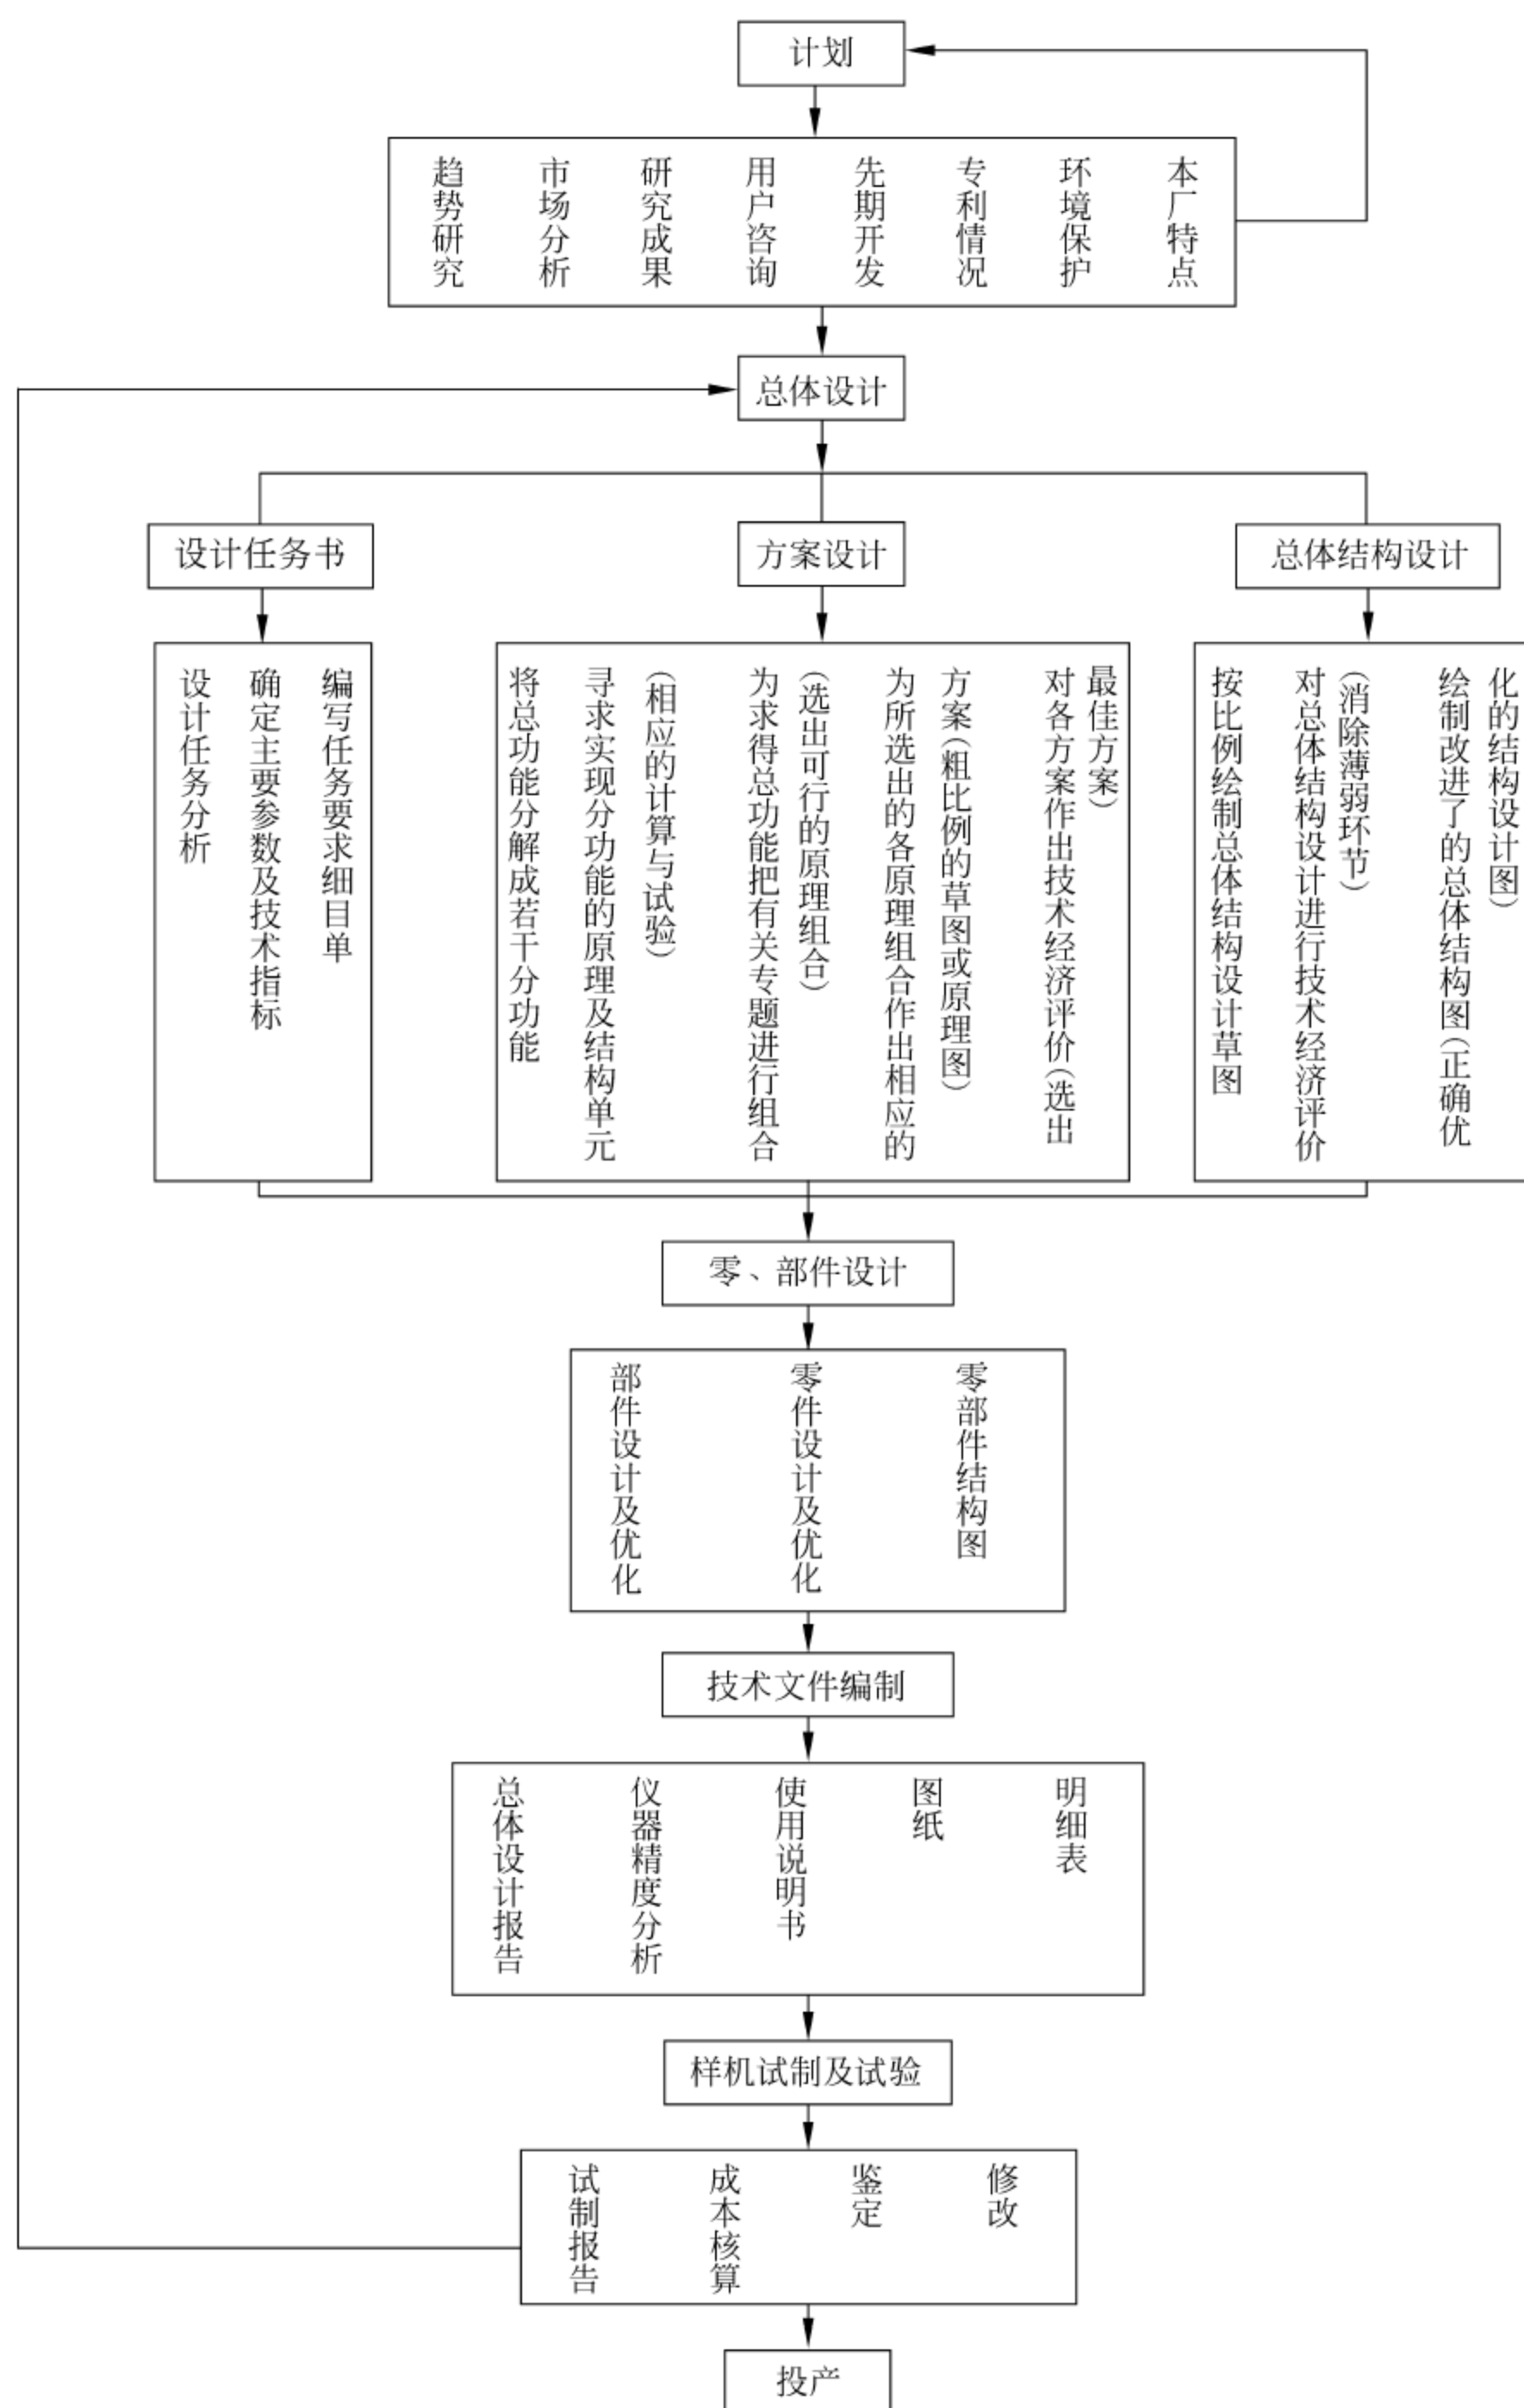 计划
趋势研究
市场分析
研究成果
用户咨询
先期开发
专利情况
环境保护
本厂特点
总体设计
设计任务书
方案设计
总体结构设计
设计任务分析
确定主要参数及技术指标
编写任务要求细目单
将总功能分解成若干分功能
寻求实现分功能的原理及结构单元
(相应的计算与试验)
为求得总功能把有关专题进行组合
(选出可行的原理组合)
为所选出的各原理组合作出相应的
方案(粗比例的草图或原理图)
对各方案作出技术经济评价(选出
最佳方案)
按比例绘制总体结构设计草图
对总体结构设计进行技术经济评价
(消除薄弱环节)
绘制改进了的总体结构图(正确优
化的结构设计图)
零、部件设计
部件设计及优化
零件设计及优化
零部件结构图
技术文件编制
总体设计报告
仪器精度分析
使用说明书
图纸
明细表
样机试制及试验
试制报告
成本核算
鉴定
修改
投产